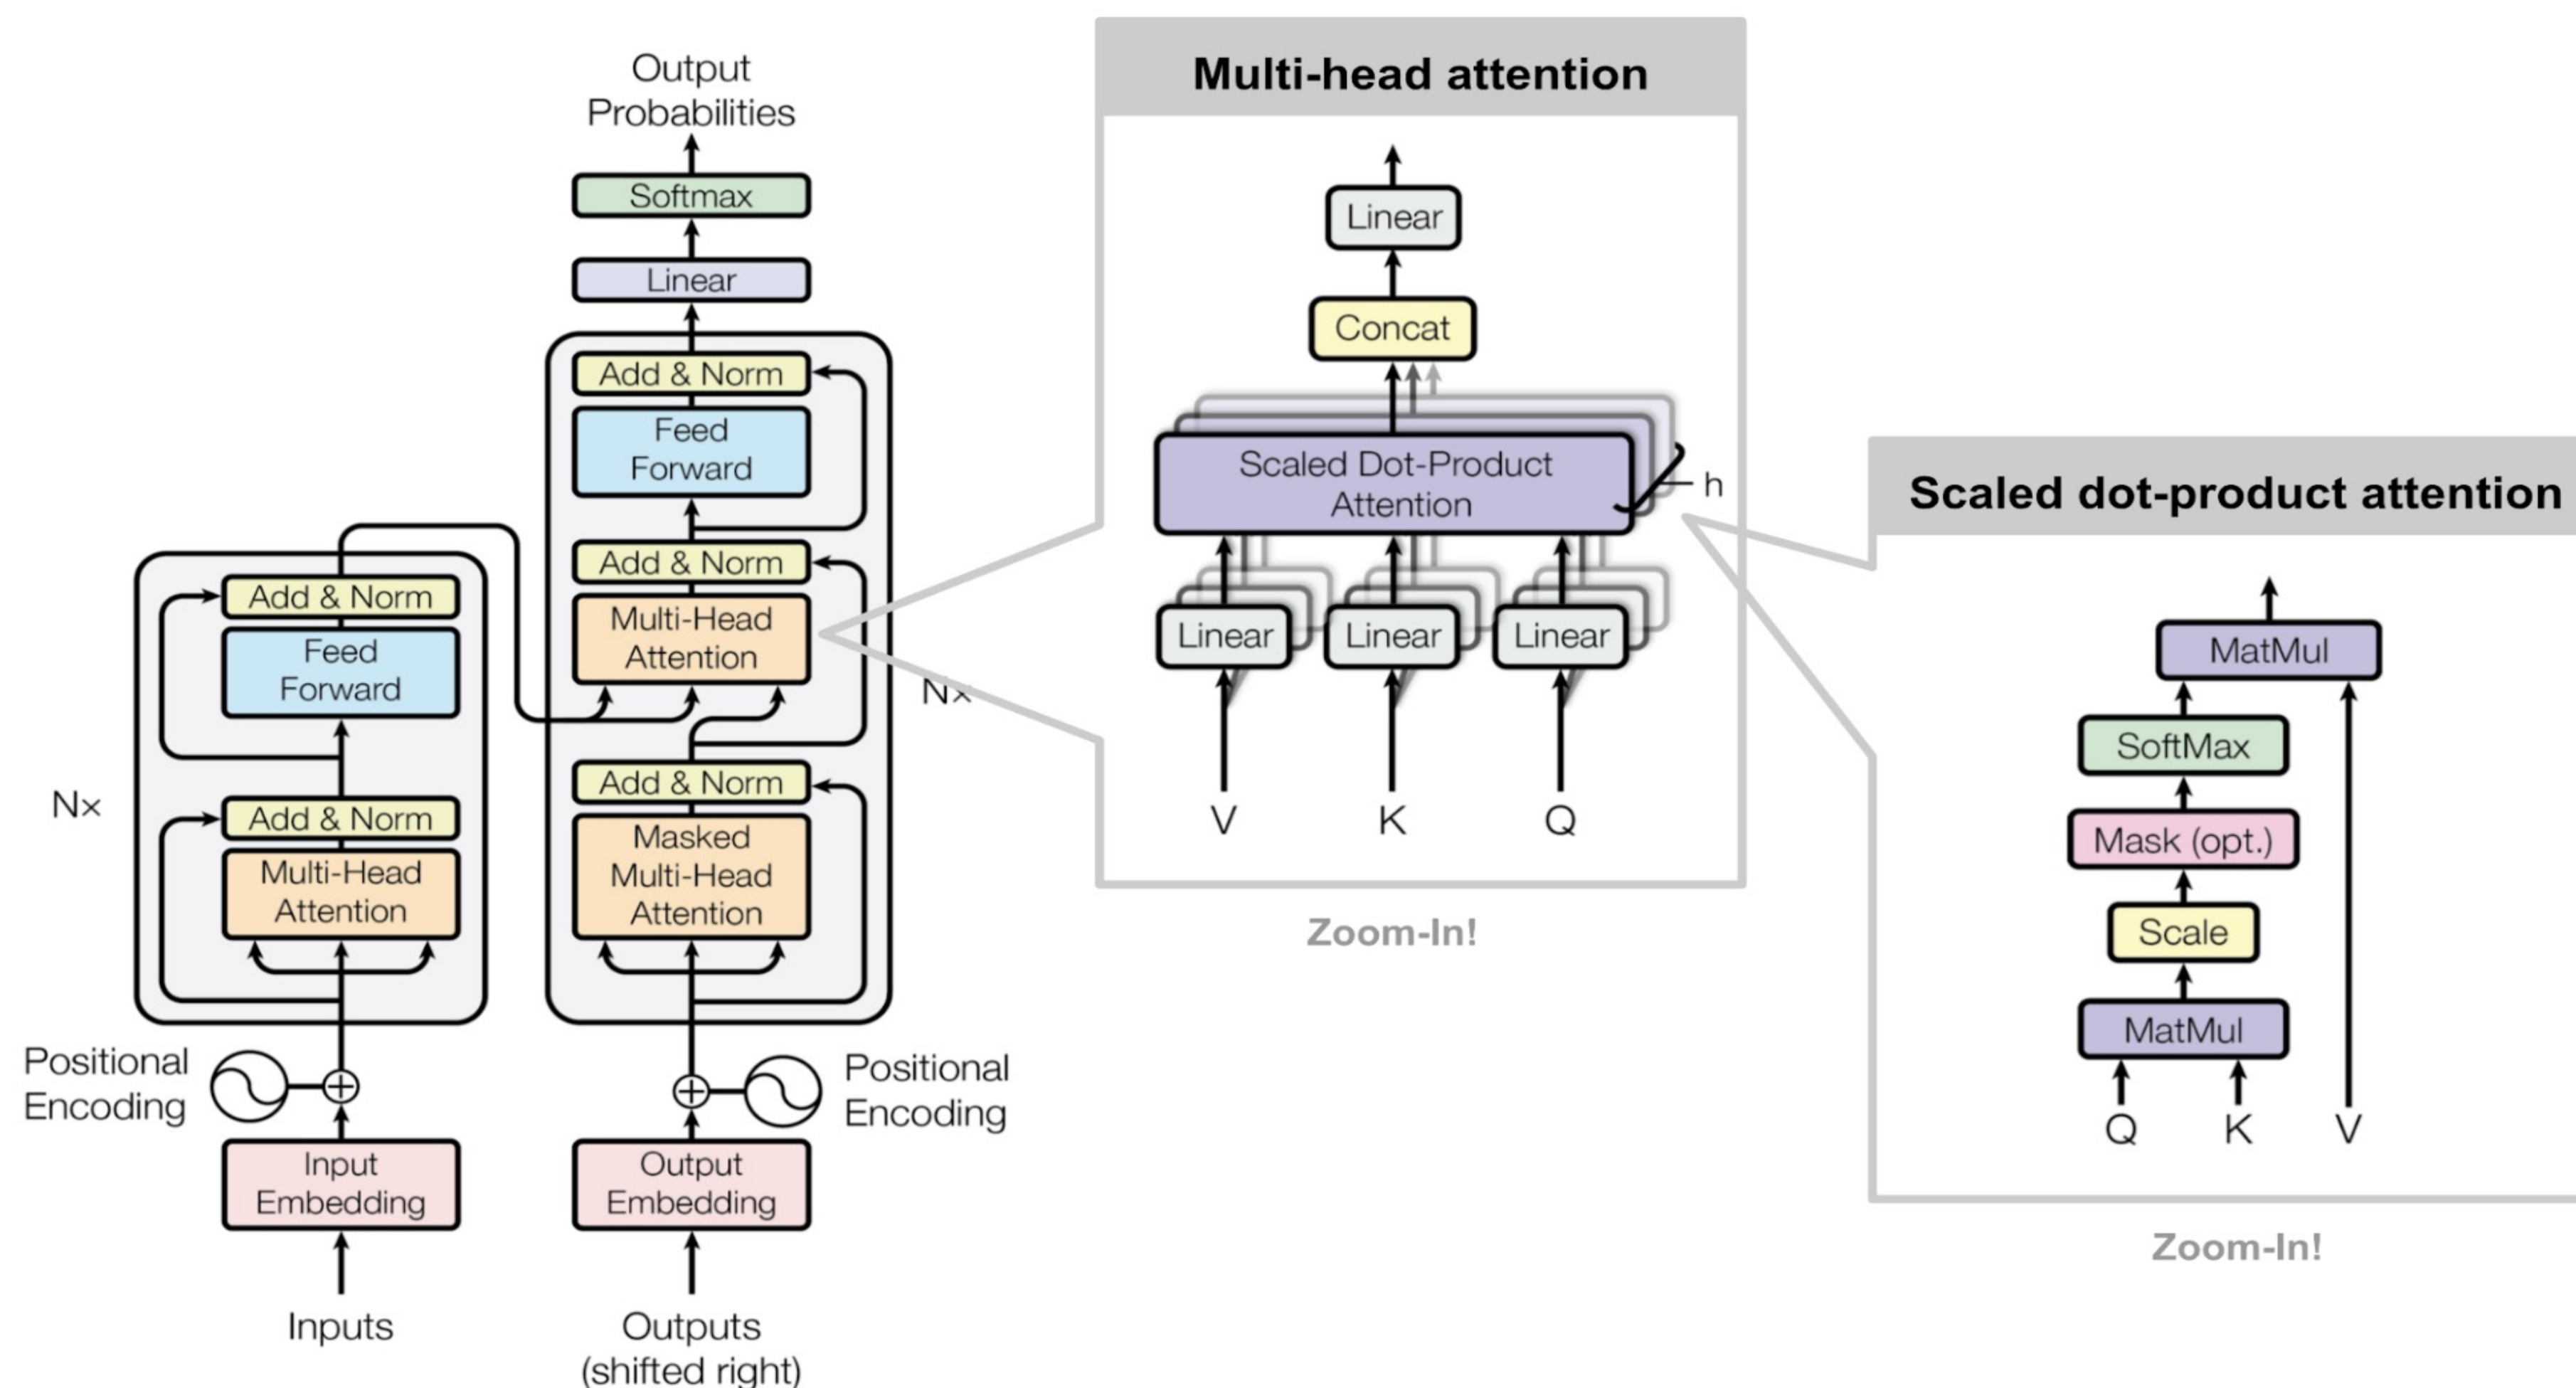 Output
Probabilities
Softmax
Linear
Add & Norm
Feed
Forward
Add & Norm
Multi-Head
Attention
Nx
Add & Norm
Masked
Multi-Head
Attention
Positional
Encoding
Output
Embedding
Outputs
(shifted right)
Add & Norm
Feed
Forward
Nx
Add & Norm
Multi-Head
Attention
Positional
Encoding
Input
Embedding
Inputs
Multi-head attention
Linear
Concat
Scaled Dot-Product
Attention
h
Linear Linear Linear
V K Q
Zoom-In!
Scaled dot-product attention
MatMul
SoftMax
Mask (opt.)
Scale
MatMul
Q K V
Zoom-In!